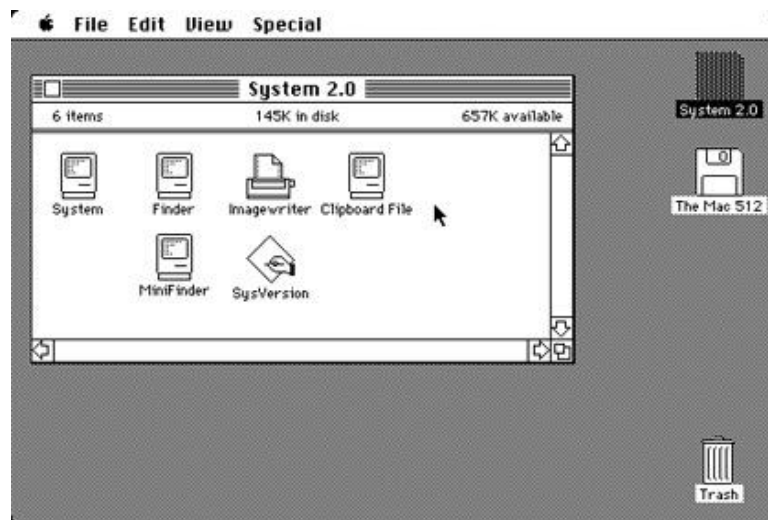 File Edit View Special
System 2.0
6 items 145K in disk 657K available
System Finder Imagewriter Clipboard File
MiniFinder SysVersion
System 2.0
The Mac 512
Trash